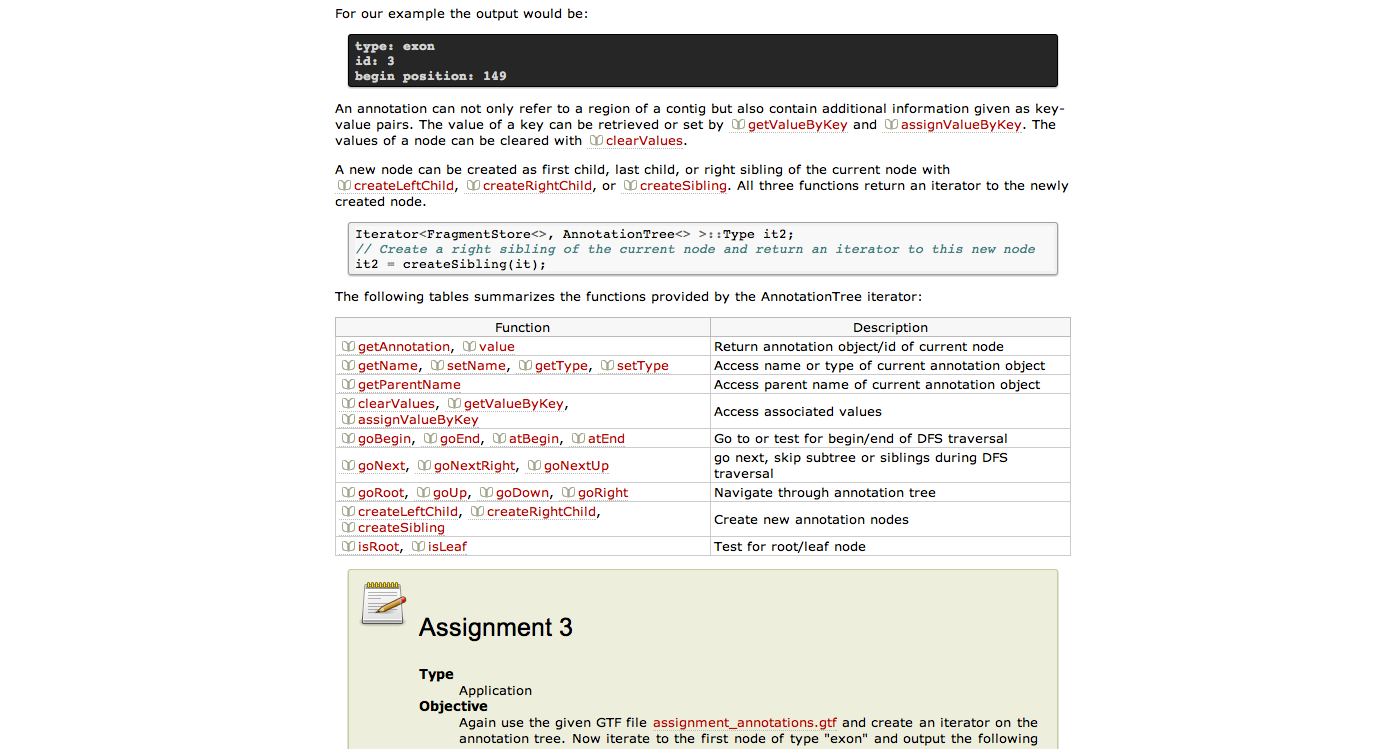 For our example the output would be:
type: exon
id: 3
begin position: 149
An annotation can not only refer to a region of a contig but also contain additional information given as key-
value pairs. The value of a key can be retrieved or set by getValueByKey and assignValueByKey. The
values of a node can be cleared with clearValues.
A new node can be created as first child, last child, or right sibling of the current node with
createLeftChild, createRightChild, or createSibling. All three functions return an iterator to the newly
created node.
Iterator<FragmentStore<>, AnnotationTree<> >::Type it2;
// Create a right sibling of the current node and return an iterator to this new node
it2 = createSibling(it);
The following tables summarizes the functions provided by the AnnotationTree iterator:
Function Description
getAnnotation, value Return annotation object/id of current node
getName, setName, getType, setType Access name or type of current annotation object
getParentName Access parent name of current annotation object
clearValues, getValueByKey,
assignValueByKey Access associated values
goBegin, goEnd, atBegin, atEnd Go to or test for begin/end of DFS traversal
goNext, goNextRight, goNextUp go next, skip subtree or siblings during DFS
traversal
goRoot, goUp, goDown, goRight Navigate through annotation tree
createLeftChild, createRightChild,
createSibling Create new annotation nodes
isRoot, isLeaf Test for root/leaf node
Assignment 3
Type
Application
Objective
Again use the given GTF file assignment_annotations.gtf and create an iterator on the
annotation tree. Now iterate to the first node of type "exon" and output the following